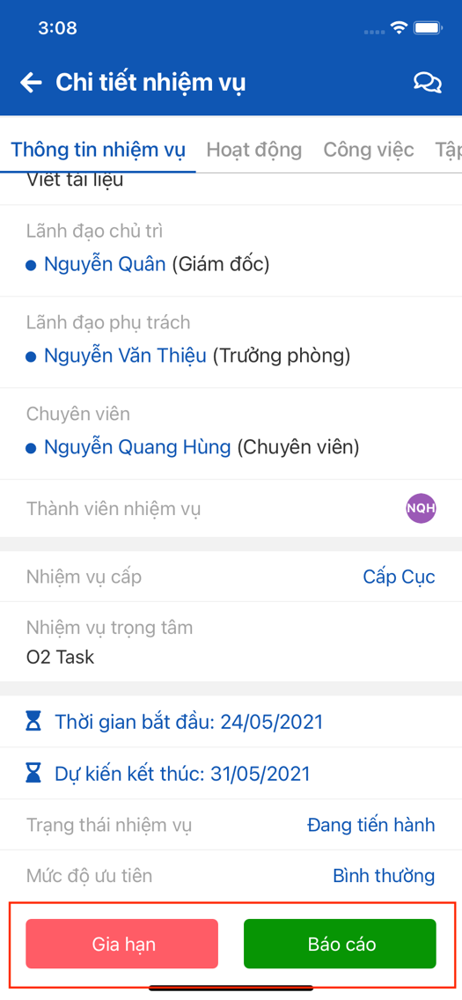 3:08
Chi tiết nhiệm vụ
Thông tin nhiệm vụ Hoạt động Công việc Tập
Viết tài liệu
Lãnh đạo chủ trì
Nguyễn Quân (Giám đốc)
Lãnh đạo phụ trách
Nguyễn Văn Thiệu (Trưởng phòng)
Chuyên viên
Nguyễn Quang Hùng (Chuyên viên)
Thành viên nhiệm vụ NQH
Nhiệm vụ cấp Cấp Cục
Nhiệm vụ trọng tâm
O2 Task
Thời gian bắt đầu: 24/05/2021
Dự kiến kết thúc: 31/05/2021
Trạng thái nhiệm vụ Đang tiến hành
Mức độ ưu tiên Bình thường
Gia hạn Báo cáo